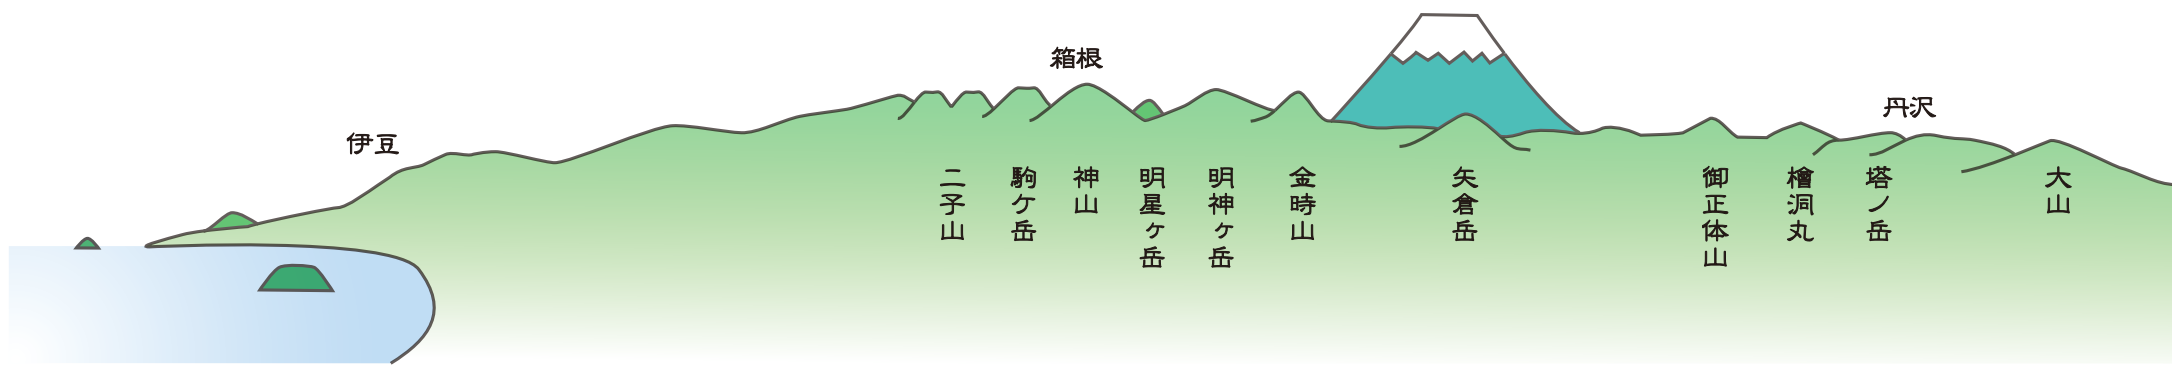 箱根
丹沢
伊豆
二子山
駒ケ岳
神山
明星ヶ岳
明神ヶ岳
金時山
矢倉岳
御正体山
檜洞丸
塔ノ岳
大山